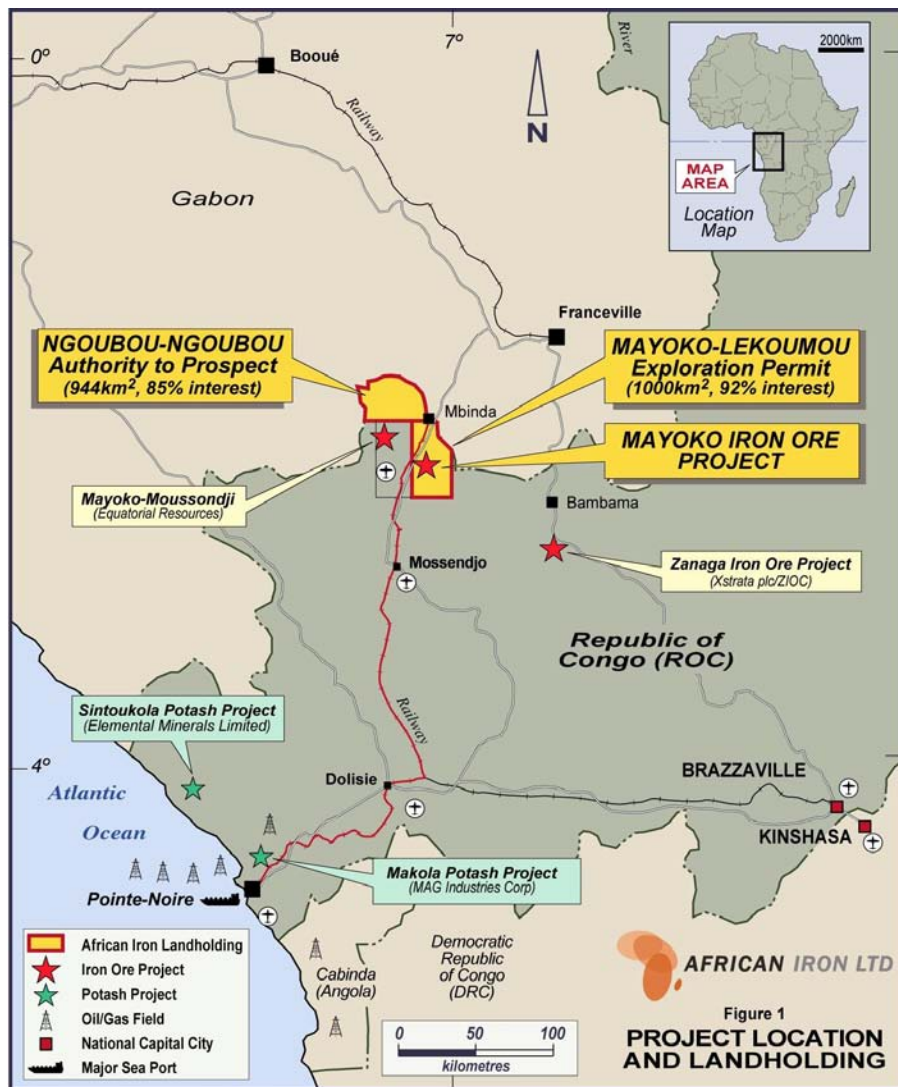 0º
7º
Booué
River
2000km
Railway
N
MAP
AREA
Location
Map
Gabon
Franceville
NGOUBOU-NGOUBOU
Authority to Prospect
(944km², 85% interest)
MAYOKO-LEKOUMOU
Exploration Permit
(1000km², 92% interest)
Mbinda
MAYOKO IRON ORE
PROJECT
Mayoko-Moussondji
(Equatorial Resources)
Bambama
Mossendjo
Zanaga Iron Ore Project
(Xstrata plc/ZIOC)
Republic of
Congo (ROC)
Sintoukola Potash Project
(Elemental Minerals Limited)
Railway
4º
Dolisie
BRAZZAVILLE
Atlantic
Ocean
KINSHASA
Makola Potash Project
(MAG Industries Corp)
Pointe-Noire
African Iron Landholding
Iron Ore Project
Potash Project
Oil/Gas Field
National Capital City
Major Sea Port
Cabinda
(Angola)
Democratic
Republic
of Congo
(DRC)
0 50 100
kilometres
AFRICAN IRON LTD
Figure 1
PROJECT LOCATION
AND LANDHOLDING